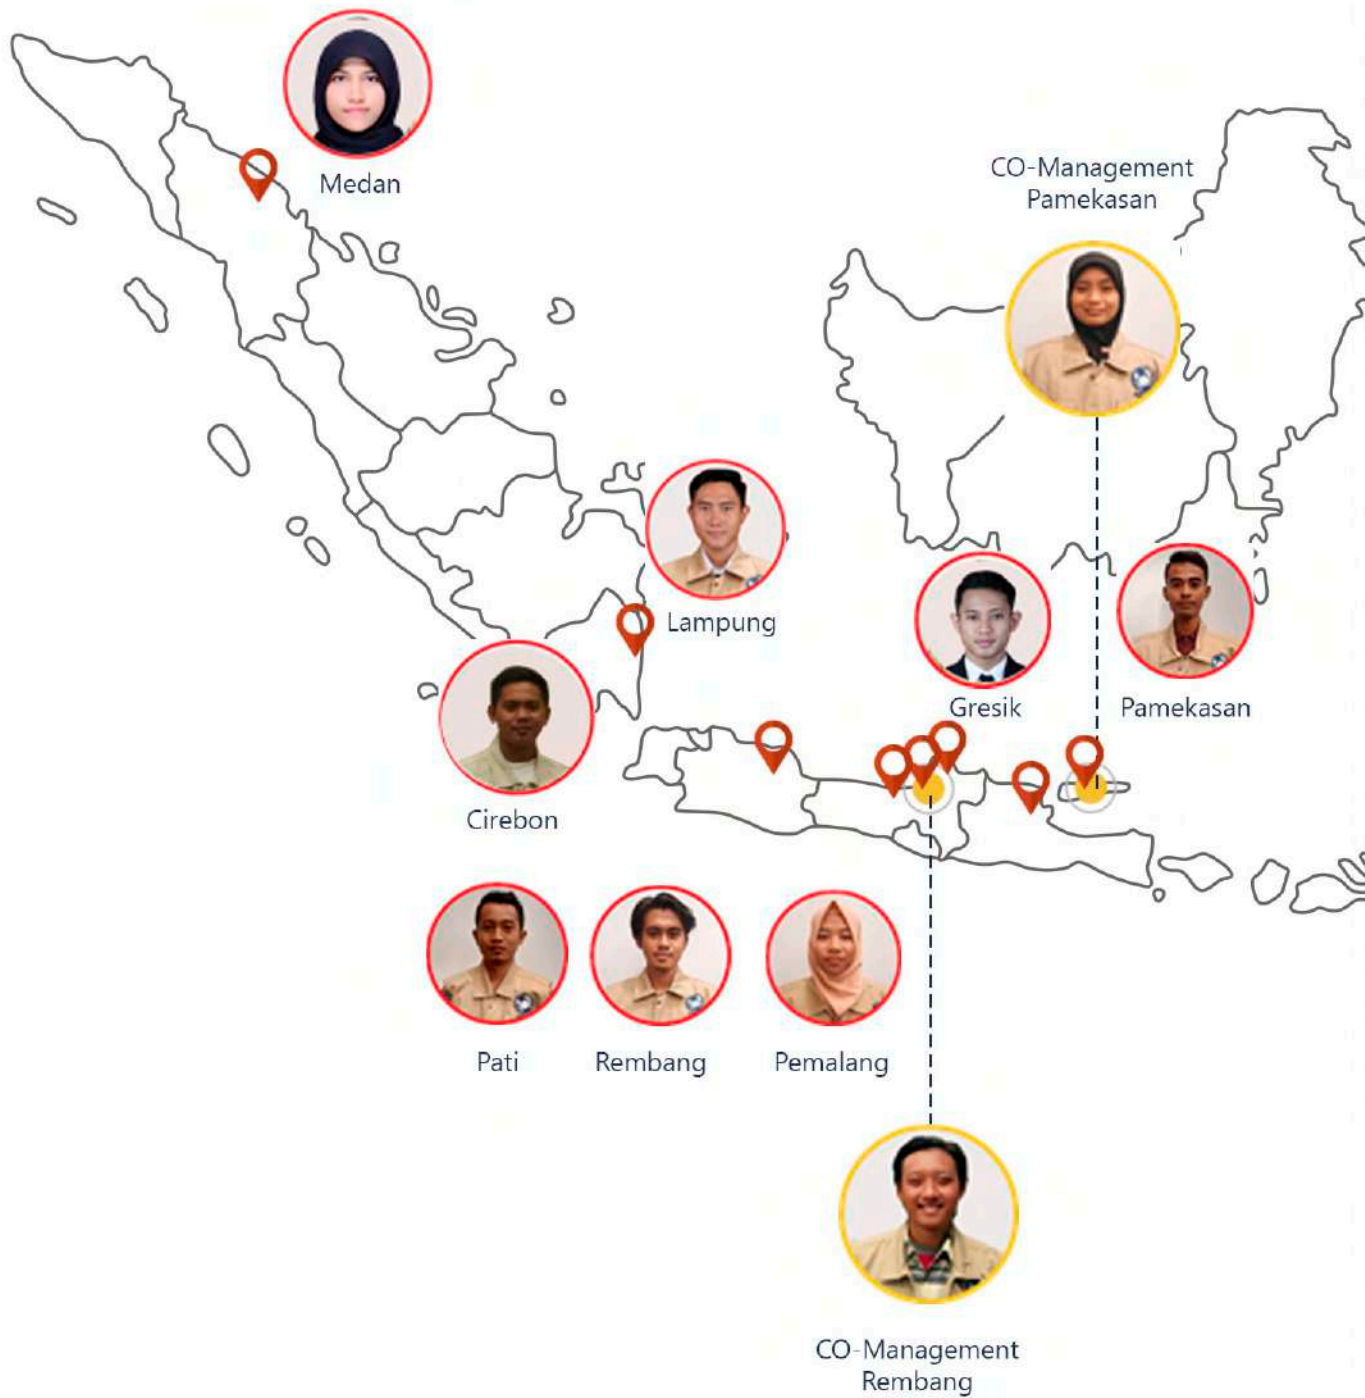 Medan
CO-Management
Pamekasan
Lampung
Gresik
Pamekasan
Cirebon
Pati
Rembang
Pemalang
CO-Management
Rembang